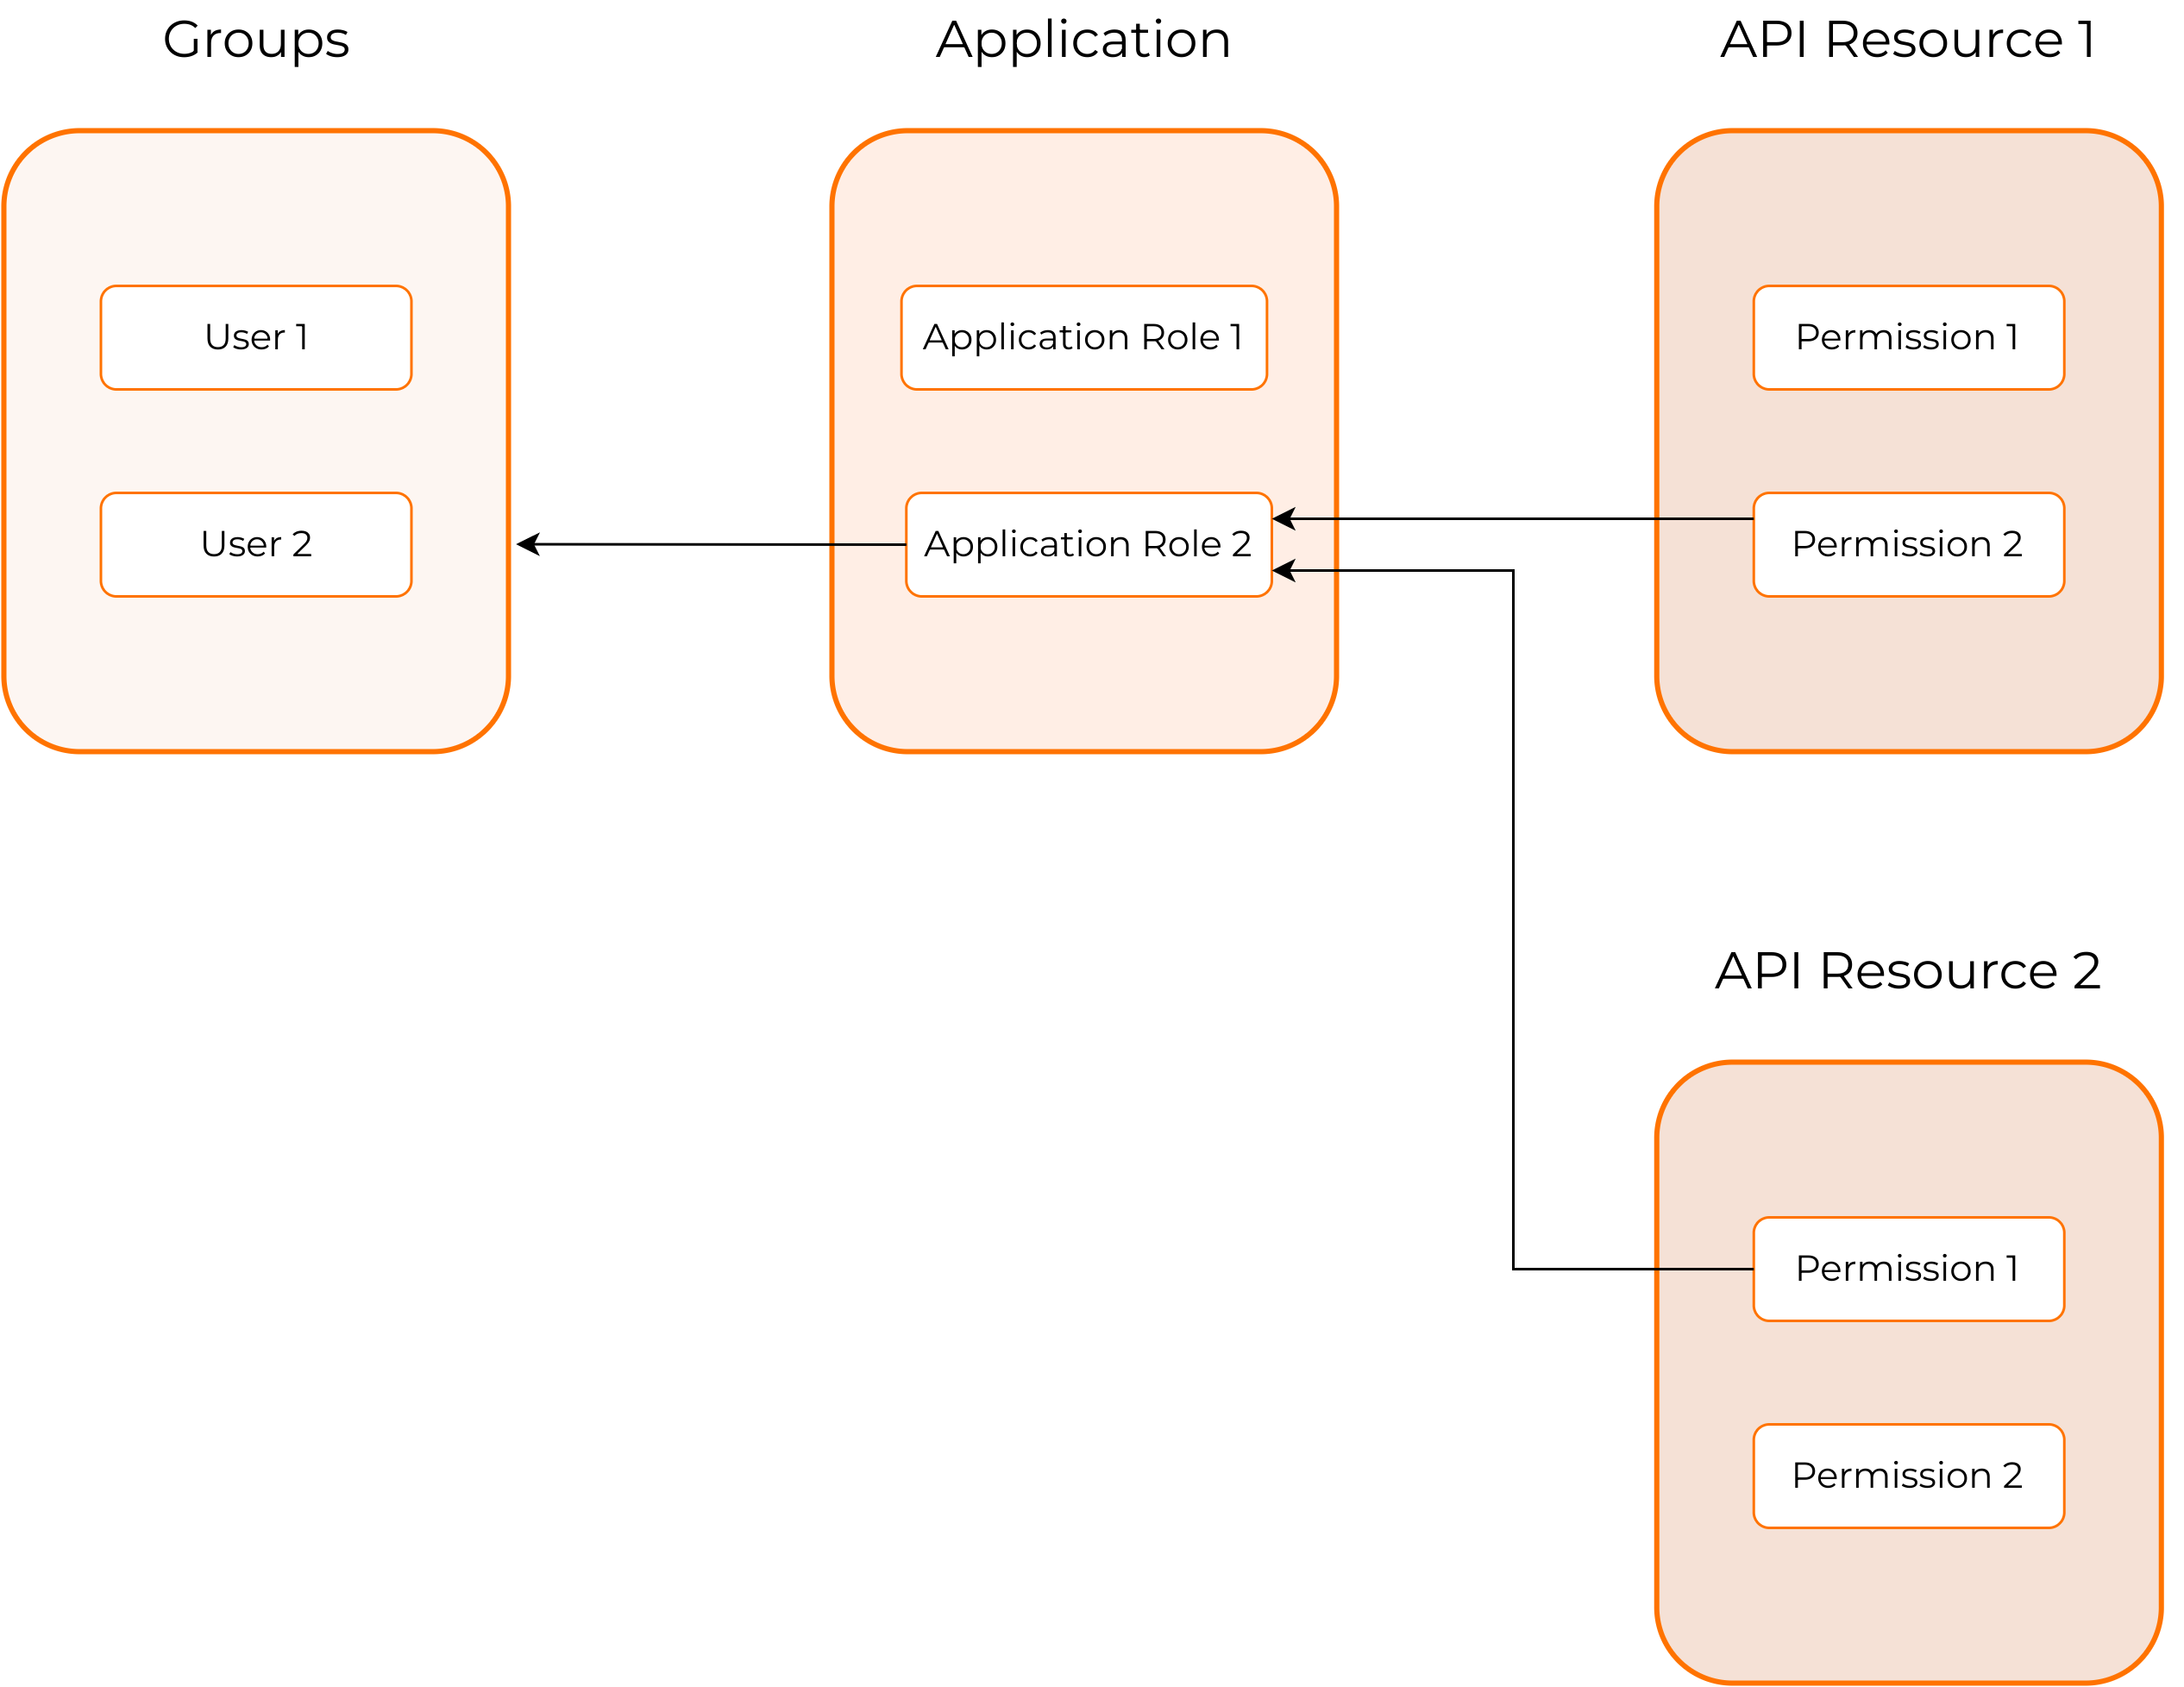 Groups
Application
API Resource 1
User 1
Application Role 1
Permission 1
User 2
Application Role 2
Permission 2
API Resource 2
Permission 1
Permission 2